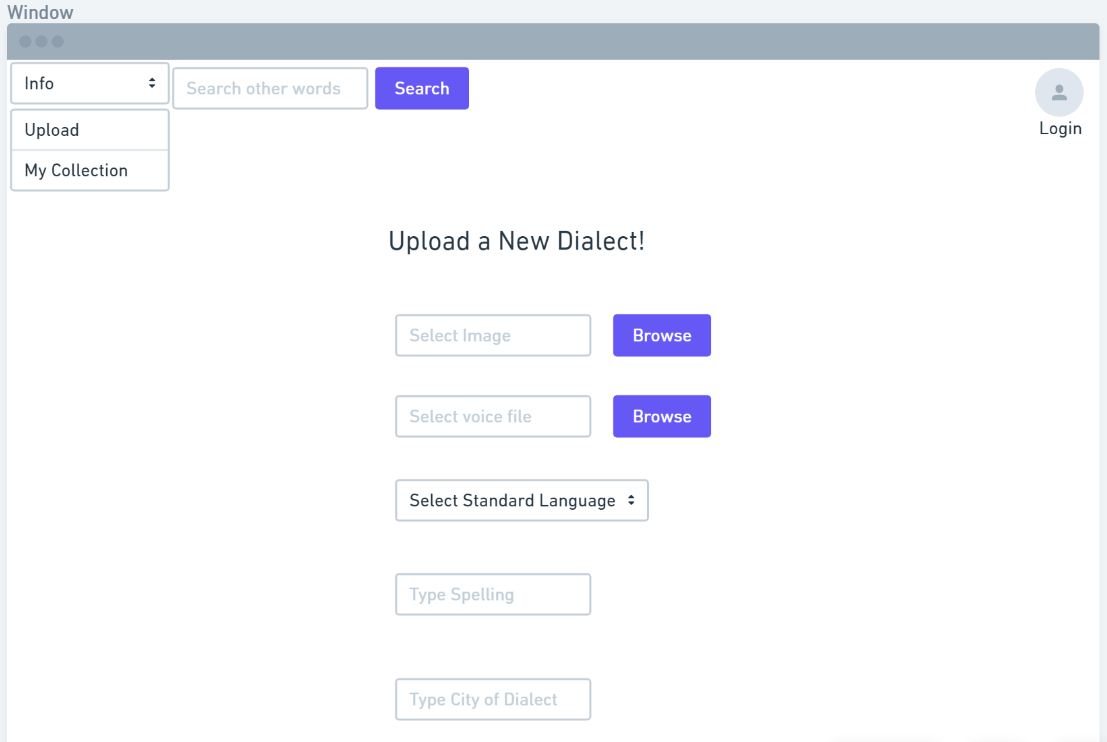 Window
Info
Search other words
Search
Login
Upload
My Collection
Upload a New Dialect!
Select Image
Browse
Select voice file
Browse
Select Standard Language
Type Spelling
Type City of Dialect